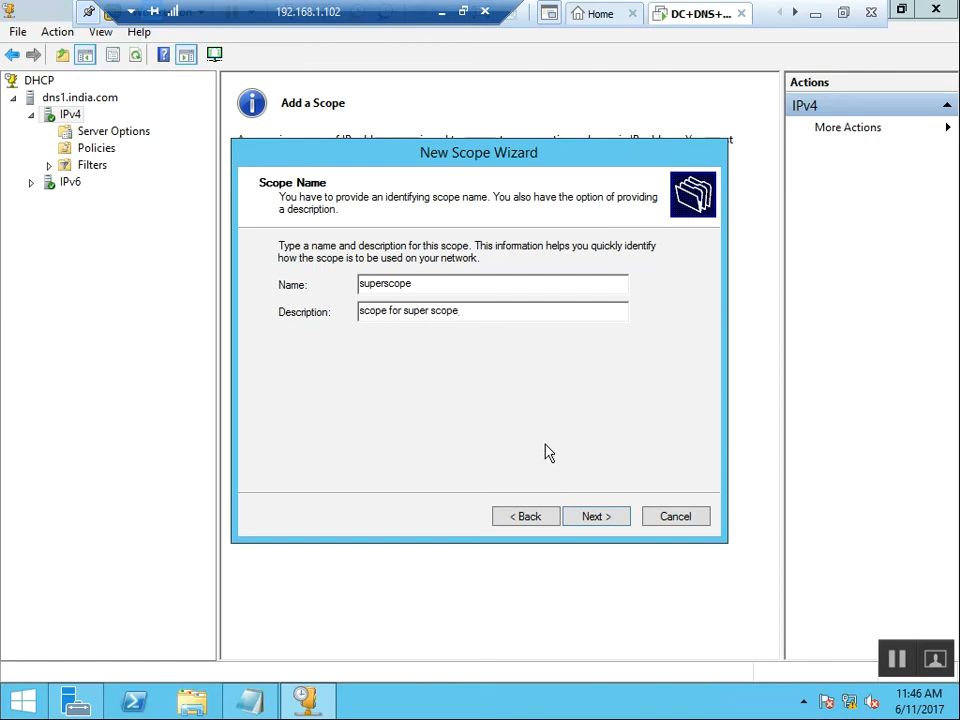 192.168.1.102
Home
DC+DNS+...
File Action View Help
DHCP
dns1.india.com
IPv4
Server Options
Policies
Filters
IPv6
Add a Scope
Actions
IPv4
More Actions
New Scope Wizard
Scope Name
You have to provide an identifying scope name. You also have the option of providing
a description.
Type a name and description for this scope. This information helps you quickly identify
how the scope is to be used on your network.
Name: superscope
Description: scope for super scope
< Back Next > Cancel
11:46 AM
6/11/2017